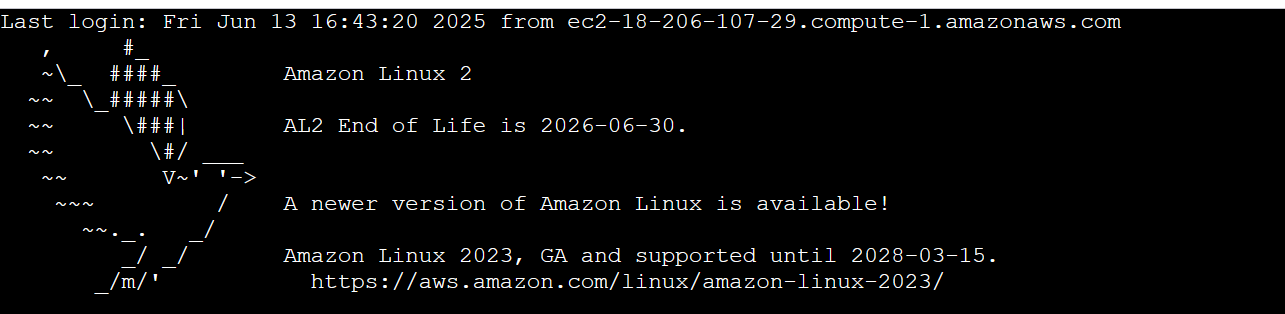 Last login: Fri Jun 13 16:43:20 2025 from ec2-18-206-107-29.compute-1.amazonaws.com
   ,     #_
   ~\_  ####_        Amazon Linux 2
  ~~  \_#####\
  ~~     \###|       AL2 End of Life is 2026-06-30.
  ~~       \#/ ___
   ~~       V~' '->
    ~~~         /    A newer version of Amazon Linux is available!
      ~~._.   _/
         _/ _/       Amazon Linux 2023, GA and supported until 2028-03-15.
       _/m/'           https://aws.amazon.com/linux/amazon-linux-2023/